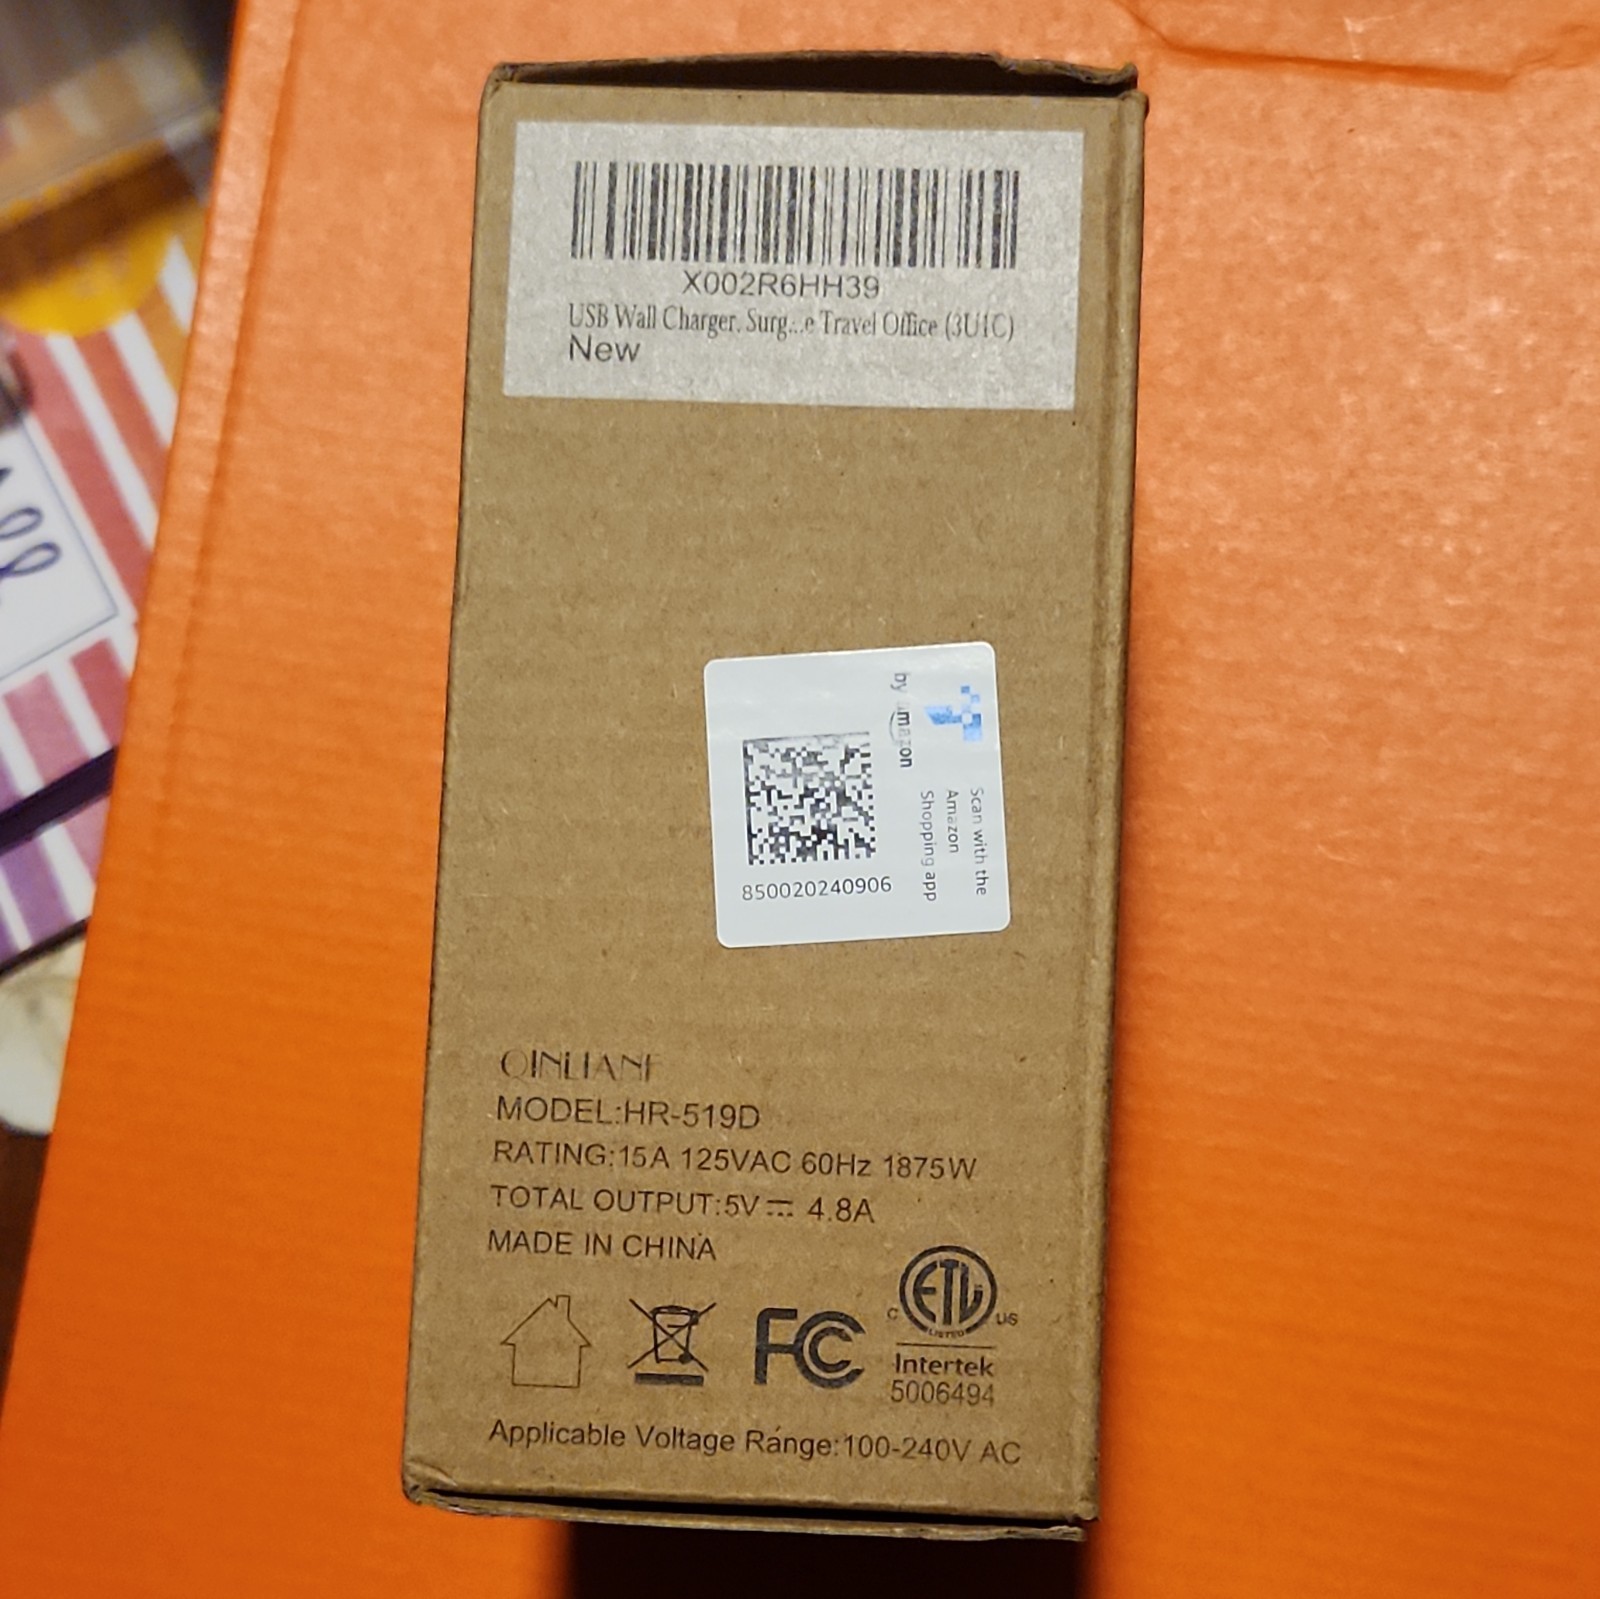 X002R6HH39
USB Wall Charger, Surg...e Travel Office (3U1C)
New
by amazon
Scan with the
Amazon
Shopping app
850020240906
QINLIANF
MODEL:HR-519D
RATING:15A 125VAC 60Hz 1875W
TOTAL OUTPUT:5V⎓ 4.8A
MADE IN CHINA
FC
C ETL US
LISTED
Intertek
5006494
Applicable Voltage Range:100-240V AC